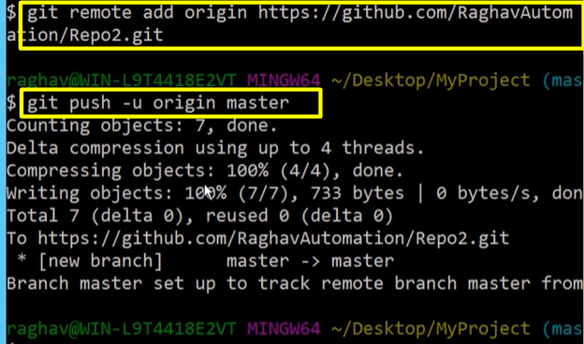 $ git remote add origin https://github.com/RaghavAutom
ation/Repo2.git
raghav@WIN-L9T4418E2VT MINGW64 ~/Desktop/MyProject (mas
$ git push -u origin master
Counting objects: 7, done.
Delta compression using up to 4 threads.
Compressing objects: 100% (4/4), done.
Writing objects: 100% (7/7), 733 bytes | 0 bytes/s, don
Total 7 (delta 0), reused 0 (delta 0)
To https://github.com/RaghavAutomation/Repo2.git
* [new branch] master -> master
Branch master set up to track remote branch master from
raghav@WIN-L9T4418E2VT MINGW64 ~/Desktop/MyProject (mas